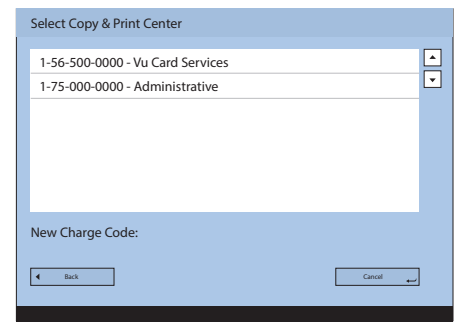 Select Copy & Print Center
1-56-500-0000 - Vu Card Services
1-75-000-0000 - Administrative
New Charge Code:
Back
Cancel